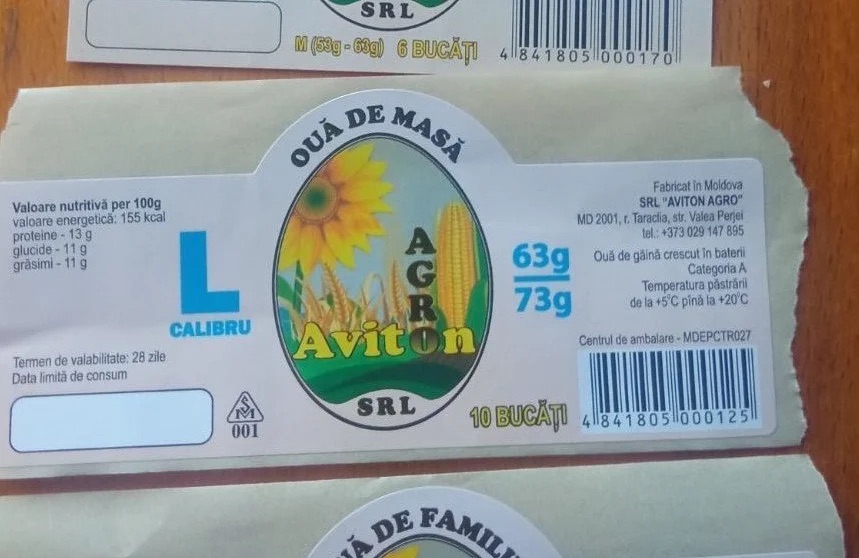 SRL
M (53g - 63g) 6 BUCĂȚI
4 841805 000170
OUĂ DE MASĂ
Valoare nutritivă per 100g
valoare energetică: 155 kcal
proteine - 13 g
glucide - 11 g
grăsimi - 11 g
L
CALIBRU
Termen de valabilitate: 28 zile
Data limită de consum
SM
001
AGRO
Aviton
SRL
63g
73g
10 BUCĂȚI
Fabricat în Moldova
SRL "AVITON AGRO"
MD 2001, r. Taraclia, str. Valea Perjei
tel.: +373 029 147 895
Ouă de găină crescut în baterii
Categoria A
Temperatura păstrării
de la +5°C pînă la +20°C
Centrul de ambalare - MDEPCTR027
4 841805 000125
DE